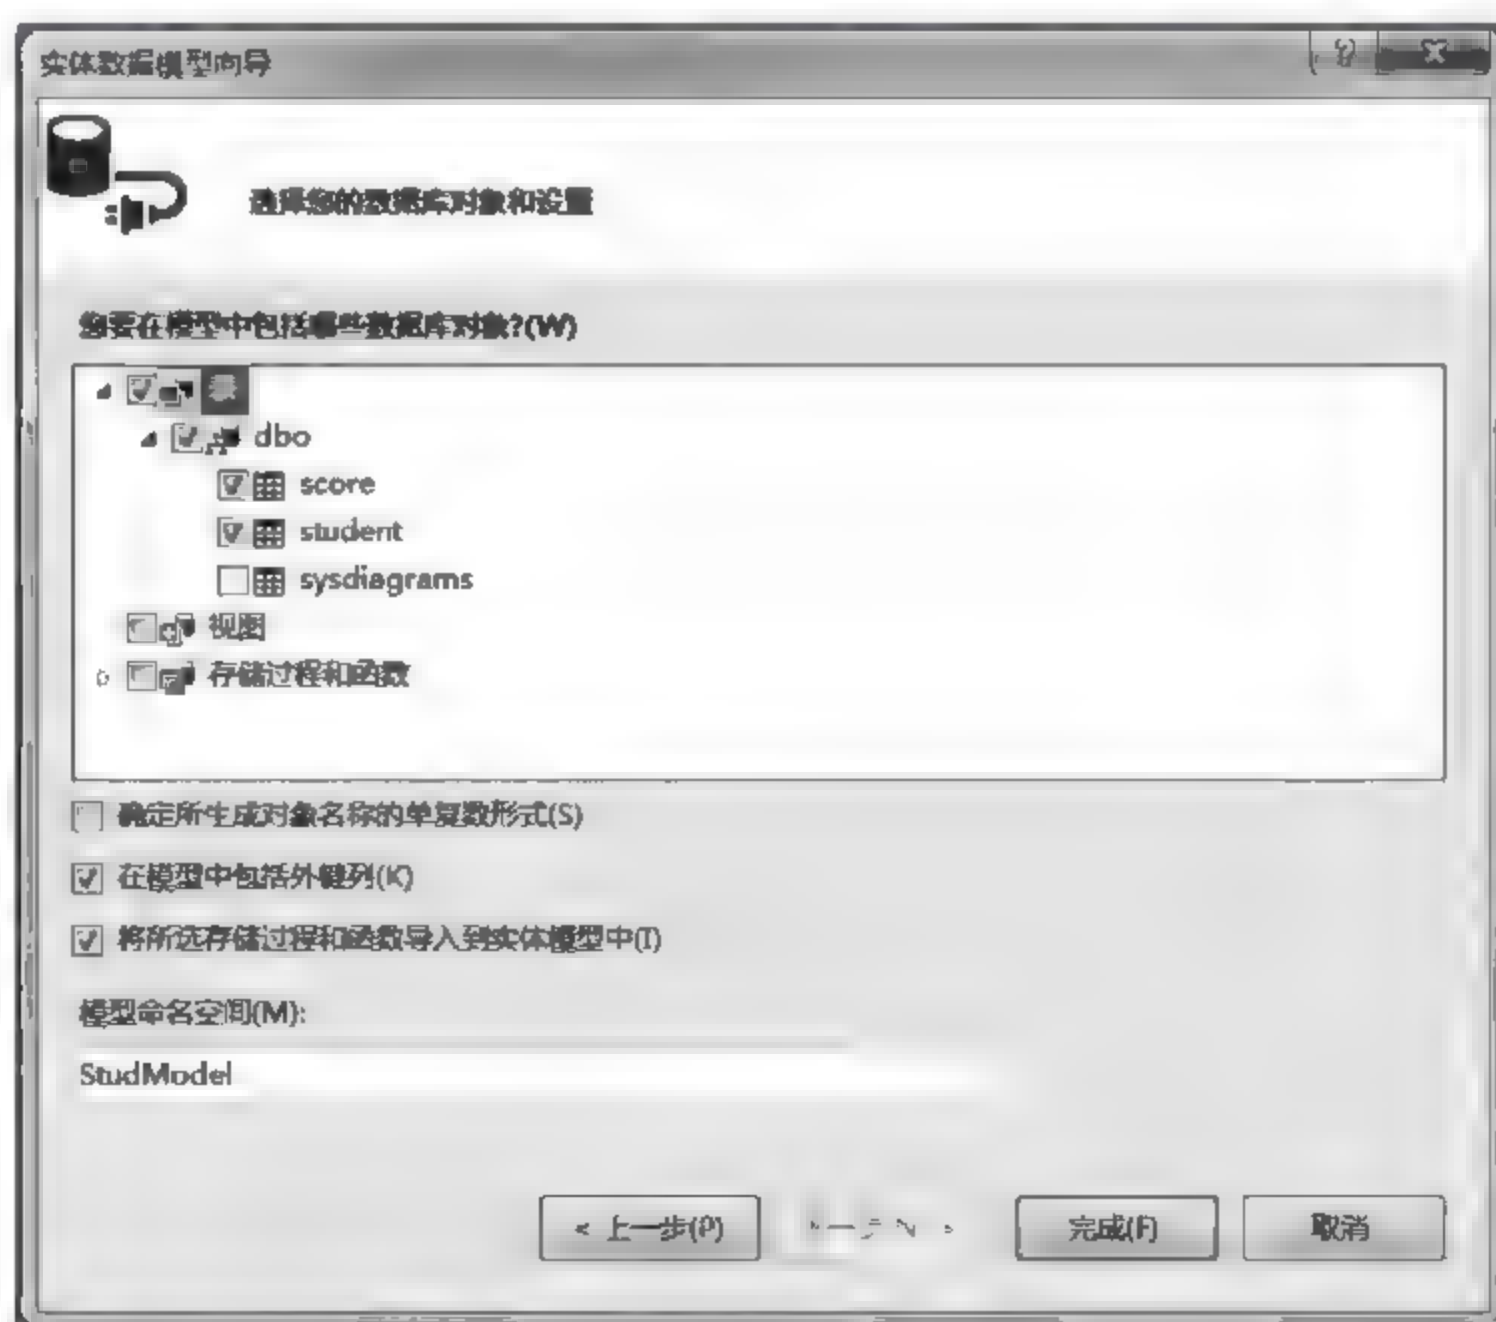 实体数据模型向导
选择您的数据库对象和设置
您要在模型中包括哪些数据库对象?(W)
表
dbo
score
student
sysdiagrams
视图
存储过程和函数
确定所生成对象名称的单复数形式(S)
在模型中包括外键列(K)
将所选存储过程和函数导入到实体模型中(I)
模型命名空间(M):
StudModel
< 上一步(P)
完成(F)
取消